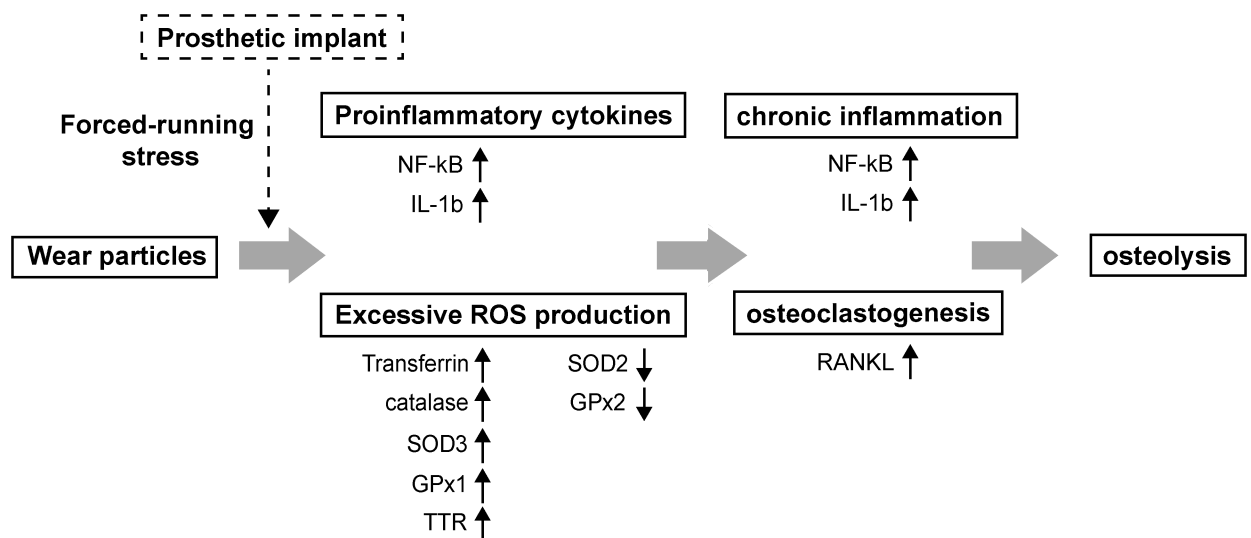 Prosthetic implant
Forced-running
stress
Wear particles
Proinflammatory cytokines
NF-kB
IL-1b
Excessive ROS production
Transferrin
catalase
SOD3
GPx1
TTR
SOD2
GPx2
chronic inflammation
NF-kB
IL-1b
osteoclastogenesis
RANKL
osteolysis